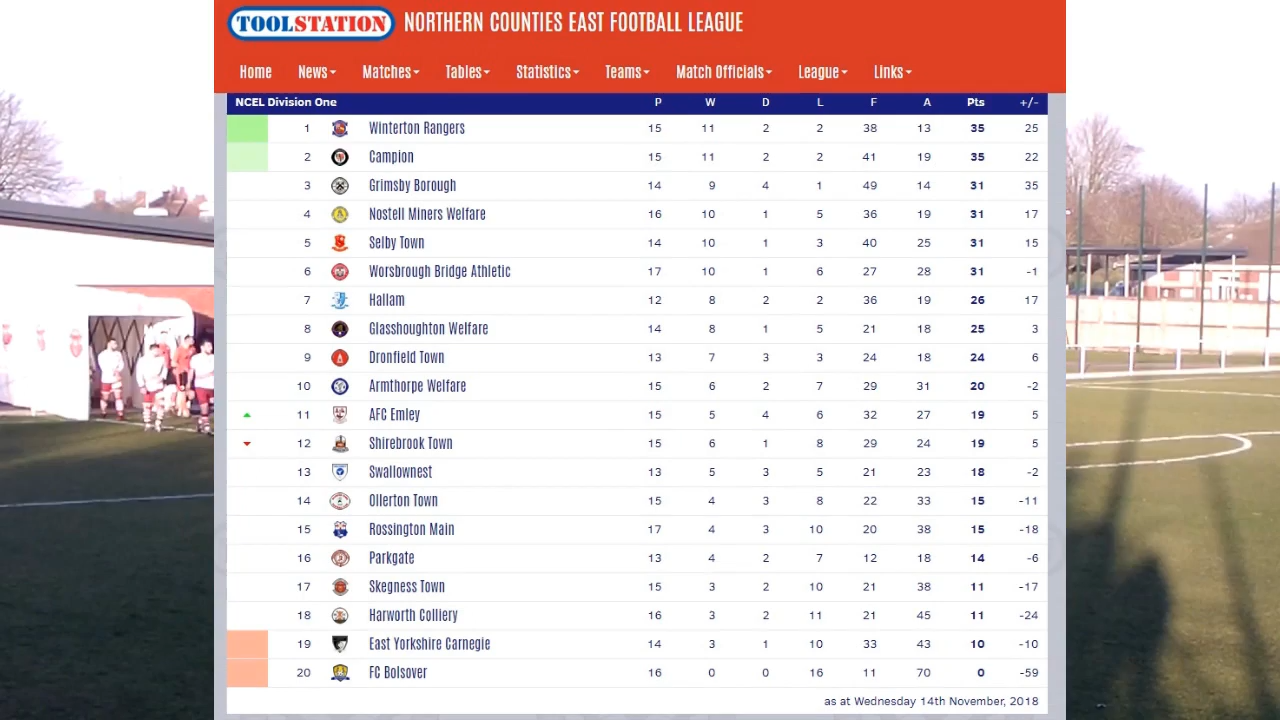 TOOLSTATION NORTHERN COUNTIES EAST FOOTBALL LEAGUE
Home News Matches Tables Statistics Teams Match Officials League Links
NCEL Division One P W D L F A Pts +/-
1 Winterton Rangers 15 11 2 2 38 13 35 25
2 Campion 15 11 2 2 41 19 35 22
3 Grimsby Borough 14 9 4 1 49 14 31 35
4 Nostell Miners Welfare 16 10 1 5 36 19 31 17
5 Selby Town 14 10 1 3 40 25 31 15
6 Worsbrough Bridge Athletic 17 10 1 6 27 28 31 -1
7 Hallam 12 8 2 2 36 19 26 17
8 Glasshoughton Welfare 14 8 1 5 21 18 25 3
9 Dronfield Town 13 7 3 3 24 18 24 6
10 Armthorpe Welfare 15 6 2 7 29 31 20 -2
11 AFC Emley 15 5 4 6 32 27 19 5
12 Shirebrook Town 15 6 1 8 29 24 19 5
13 Swallownest 13 5 3 5 21 23 18 -2
14 Ollerton Town 15 4 3 8 22 33 15 -11
15 Rossington Main 17 4 3 10 20 38 15 -18
16 Parkgate 13 4 2 7 12 18 14 -6
17 Skegness Town 15 3 2 10 21 38 11 -17
18 Harworth Colliery 16 3 2 11 21 45 11 -24
19 East Yorkshire Carnegie 14 3 1 10 33 43 10 -10
20 FC Bolsover 16 0 0 16 11 70 0 -59
as at Wednesday 14th November, 2018